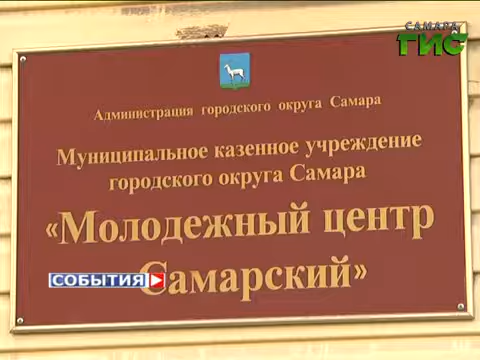 САМАРА
ГИС
Администрация городского округа Самара
Муниципальное казенное учреждение
городского округа Самара
«Молодежный центр
Самарский»
СОБЫТИЯ